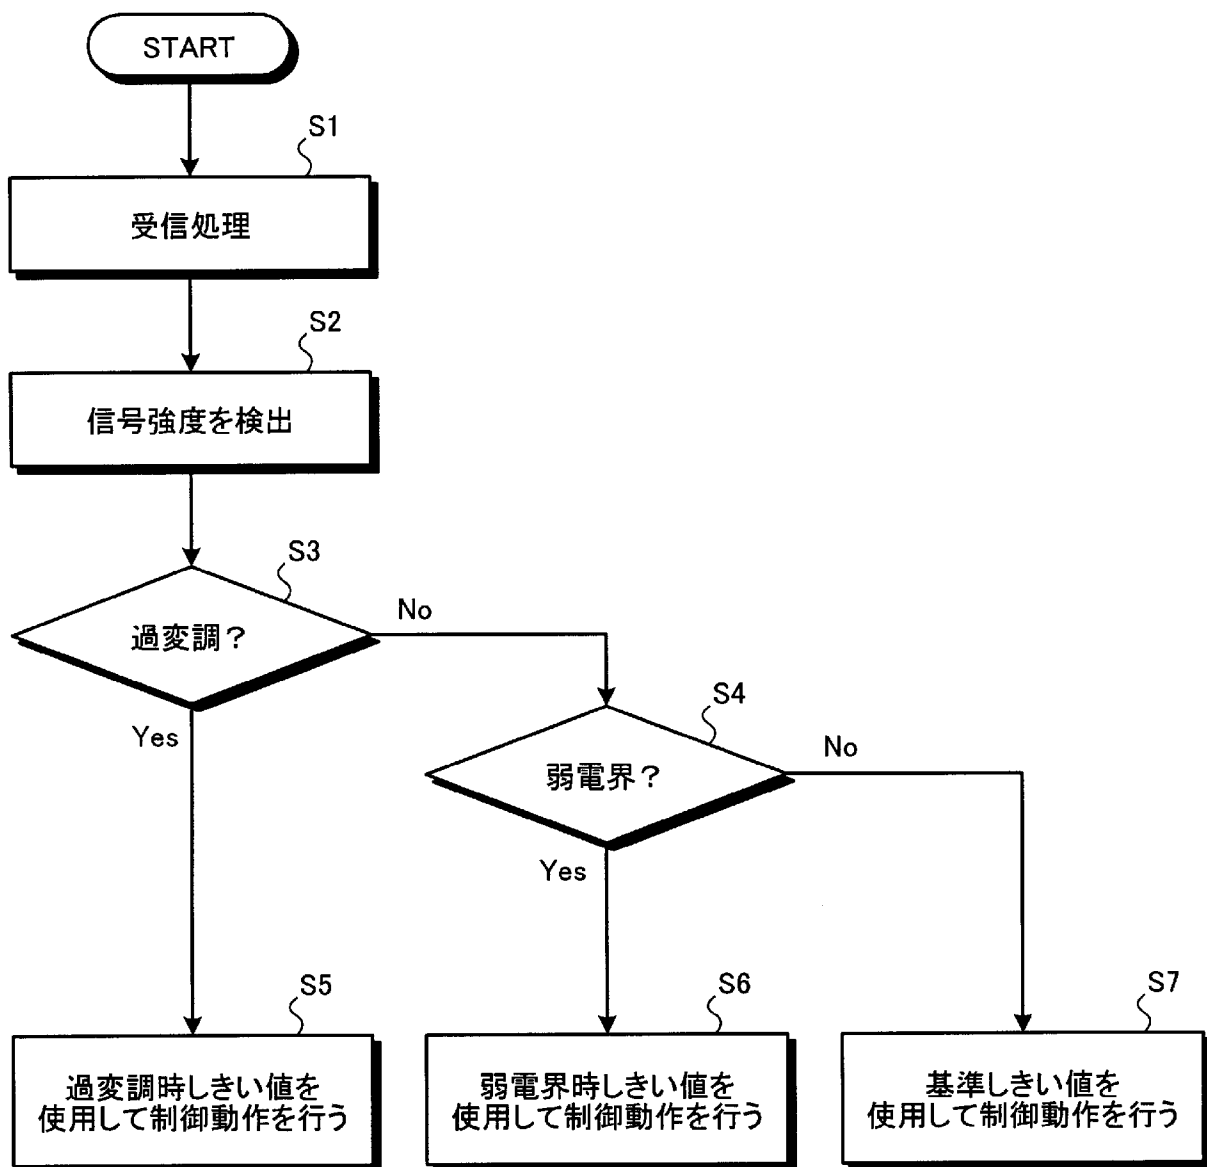 START
S1
受信処理
S2
信号強度を検出
S3
過変調？
No
Yes
S4
弱電界？
No
Yes
S5
過変調時しきい値を
使用して制御動作を行う
S6
弱電界時しきい値を
使用して制御動作を行う
S7
基準しきい値を
使用して制御動作を行う